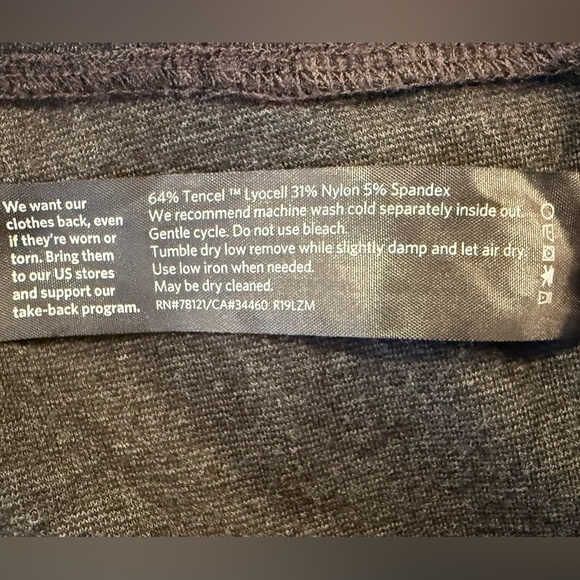 We want our
clothes back, even
if they're worn or
torn. Bring them
to our US stores
and support our
take-back program.
64% Tencel ™ Lyocell 31% Nylon 5% Spandex
We recommend machine wash cold separately inside out.
Gentle cycle. Do not use bleach.
Tumble dry low remove while slightly damp and let air dry.
Use low iron when needed.
May be dry cleaned.
RN#78121/CA#34460 R19LZM